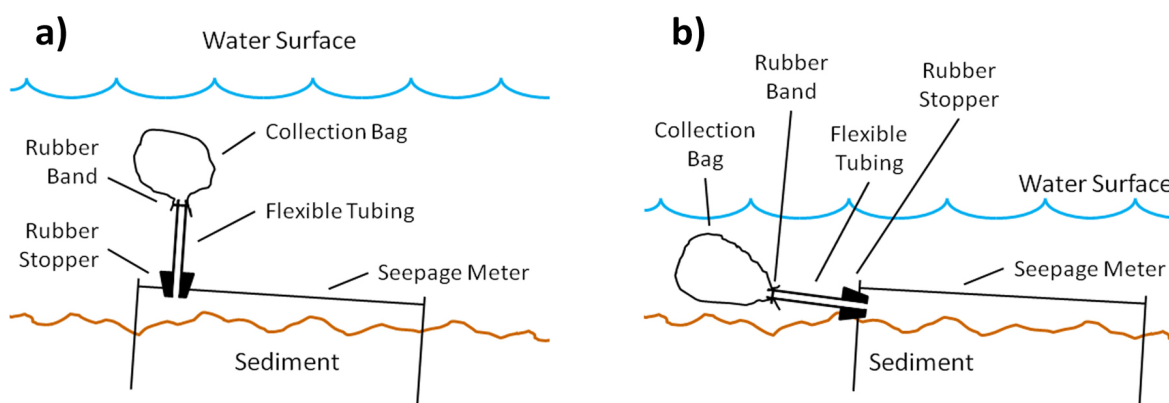 a)
Water Surface
Collection Bag
Rubber
Band
Flexible Tubing
Rubber
Stopper
Seepage Meter
Sediment
b)
Rubber
Band
Rubber
Stopper
Collection
Bag
Flexible
Tubing
Water Surface
Seepage Meter
Sediment